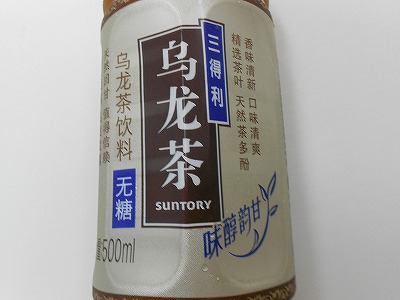 三得利
乌龙茶
SUNTORY
香味清新 口味清爽
精选茶叶 天然茶多酚
味醇韵甘
乌龙茶饮料
无糖
500ml